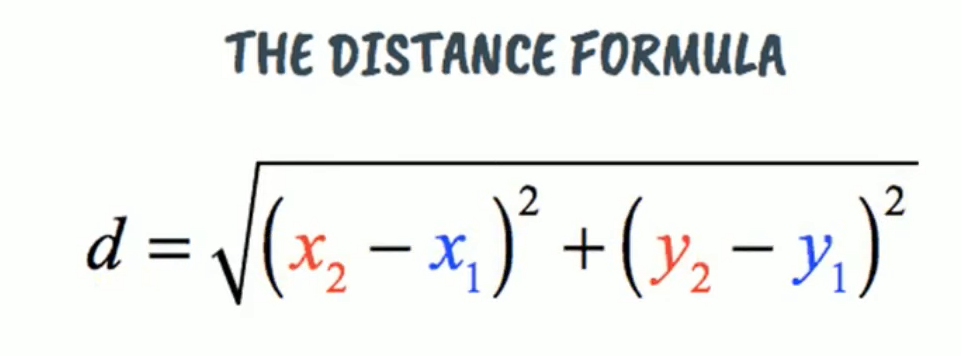 THE DISTANCE FORMULA
d = √((x₂ − x₁)² + (y₂ − y₁)²)